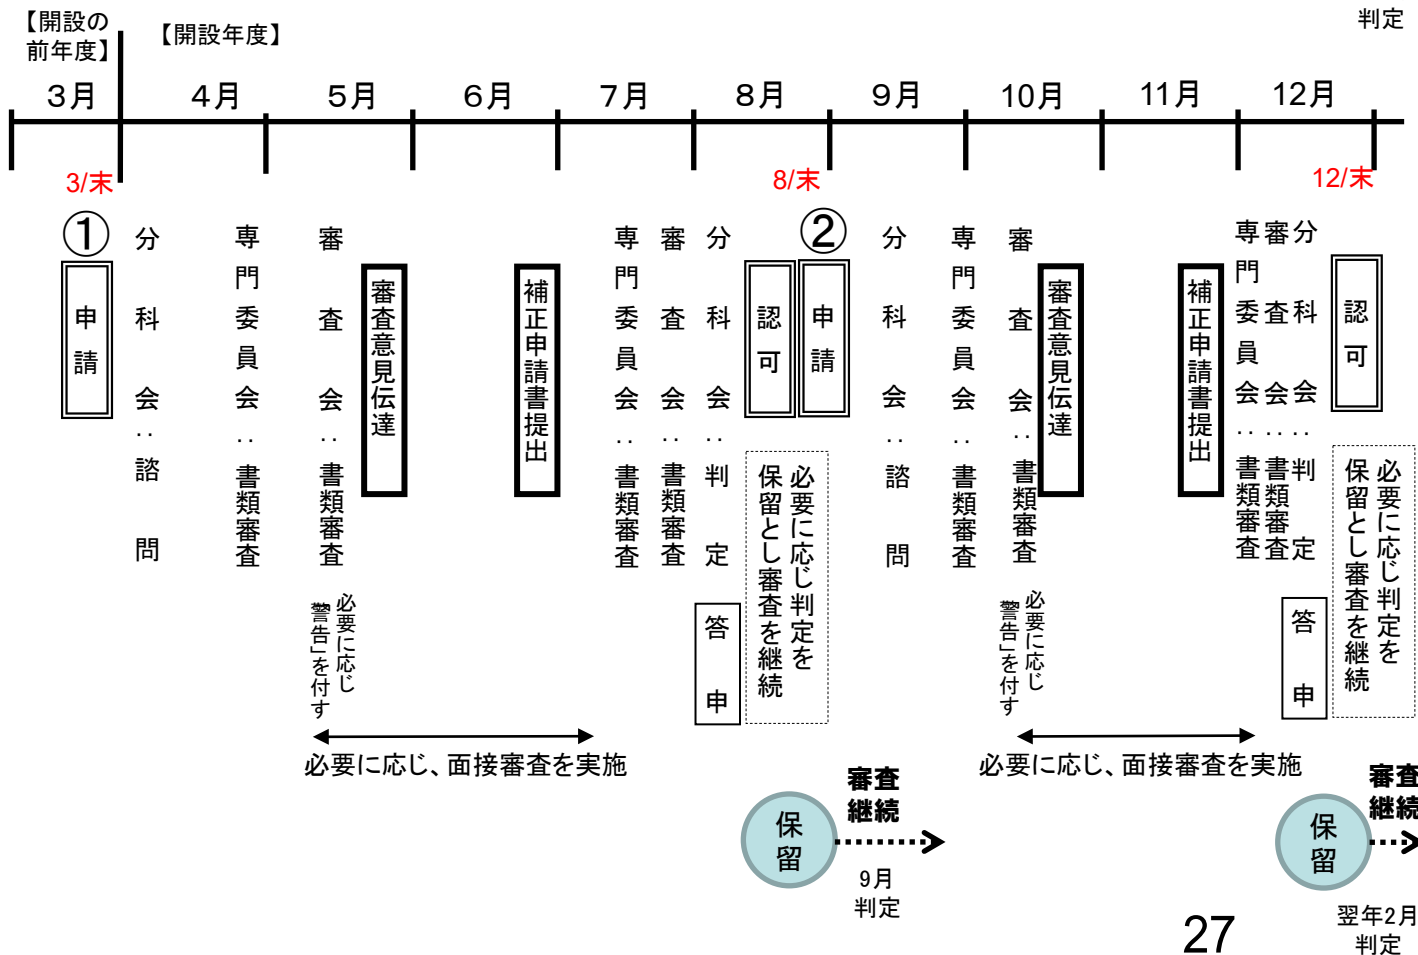 【開設の
前年度】
【開設年度】
判定
3月
4月
5月
6月
7月
8月
9月
10月
11月
12月
3/末
8/末
12/末
①
申請
分科会‥諮問
専門委員会‥書類審査
審査会‥書類審査
必要に応じ
警告」を付す
審査意見伝達
補正申請書提出
専門委員会‥書類審査
審査会‥書類審査
分科会‥判定
答申
認可
必要に応じ判定を
保留とし審査を継続
②
申請
分科会‥諮問
専門委員会‥書類審査
審査会‥書類審査
必要に応じ
警告」を付す
審査意見伝達
補正申請書提出
専門委員会‥書類審査
審査会‥書類審査
分科会‥判定
答申
認可
必要に応じ判定を
保留とし審査を継続
必要に応じ、面接審査を実施
必要に応じ、面接審査を実施
保留
審査
継続
9月
判定
保留
審査
継続
翌年2月
判定
27